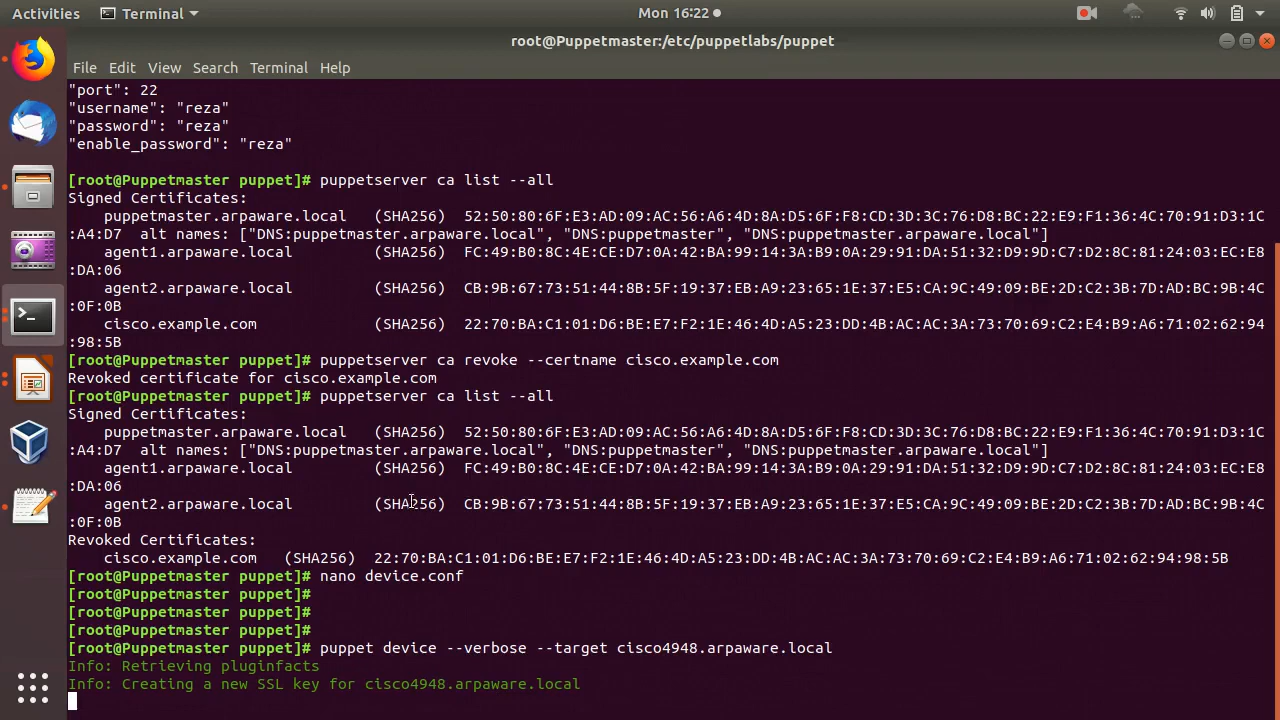 Activities
Terminal
Mon 16:22
root@Puppetmaster:/etc/puppetlabs/puppet
File Edit View Search Terminal Help
"port": 22
"username": "reza"
"password": "reza"
"enable_password": "reza"
[root@Puppetmaster puppet]# puppetserver ca list --all
Signed Certificates:
puppetmaster.arpaware.local (SHA256) 52:50:80:6F:E3:AD:09:AC:56:A6:4D:8A:D5:6F:F8:CD:3D:3C:76:D8:BC:22:E9:F1:36:4C:70:91:D3:1C
:A4:D7 alt names: ["DNS:puppetmaster.arpaware.local", "DNS:puppetmaster", "DNS:puppetmaster.arpaware.local"]
agent1.arpaware.local (SHA256) FC:49:B0:8C:4E:CE:D7:0A:42:BA:99:14:3A:B9:0A:29:91:DA:51:32:D9:9D:C7:D2:8C:81:24:03:EC:E8
:DA:06
agent2.arpaware.local (SHA256) CB:9B:67:73:51:44:8B:5F:19:37:EB:A9:23:65:1E:37:E5:CA:9C:49:09:BE:2D:C2:3B:7D:AD:BC:9B:4C
:0F:0B
cisco.example.com (SHA256) 22:70:BA:C1:01:D6:BE:E7:F2:1E:46:4D:A5:23:DD:4B:AC:AC:3A:73:70:69:C2:E4:B9:A6:71:02:62:94
:98:5B
[root@Puppetmaster puppet]# puppetserver ca revoke --certname cisco.example.com
Revoked certificate for cisco.example.com
[root@Puppetmaster puppet]# puppetserver ca list --all
Signed Certificates:
puppetmaster.arpaware.local (SHA256) 52:50:80:6F:E3:AD:09:AC:56:A6:4D:8A:D5:6F:F8:CD:3D:3C:76:D8:BC:22:E9:F1:36:4C:70:91:D3:1C
:A4:D7 alt names: ["DNS:puppetmaster.arpaware.local", "DNS:puppetmaster", "DNS:puppetmaster.arpaware.local"]
agent1.arpaware.local (SHA256) FC:49:B0:8C:4E:CE:D7:0A:42:BA:99:14:3A:B9:0A:29:91:DA:51:32:D9:9D:C7:D2:8C:81:24:03:EC:E8
:DA:06
agent2.arpaware.local (SHA256) CB:9B:67:73:51:44:8B:5F:19:37:EB:A9:23:65:1E:37:E5:CA:9C:49:09:BE:2D:C2:3B:7D:AD:BC:9B:4C
:0F:0B
Revoked Certificates:
cisco.example.com (SHA256) 22:70:BA:C1:01:D6:BE:E7:F2:1E:46:4D:A5:23:DD:4B:AC:AC:3A:73:70:69:C2:E4:B9:A6:71:02:62:94:98:5B
[root@Puppetmaster puppet]# nano device.conf
[root@Puppetmaster puppet]#
[root@Puppetmaster puppet]#
[root@Puppetmaster puppet]#
[root@Puppetmaster puppet]# puppet device --verbose --target cisco4948.arpaware.local
Info: Retrieving pluginfacts
Info: Creating a new SSL key for cisco4948.arpaware.local